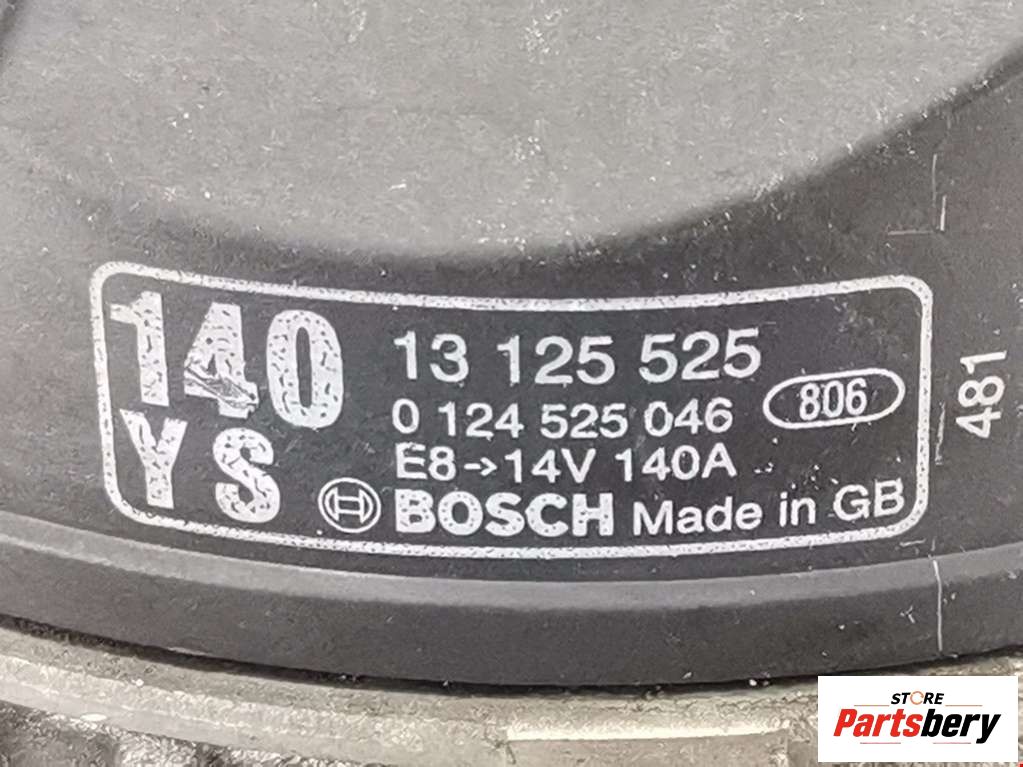 140
YS
13 125 525
0 124 525 046
806
E8→14V 140A
BOSCH Made in GB
481
STORE
Partsbery